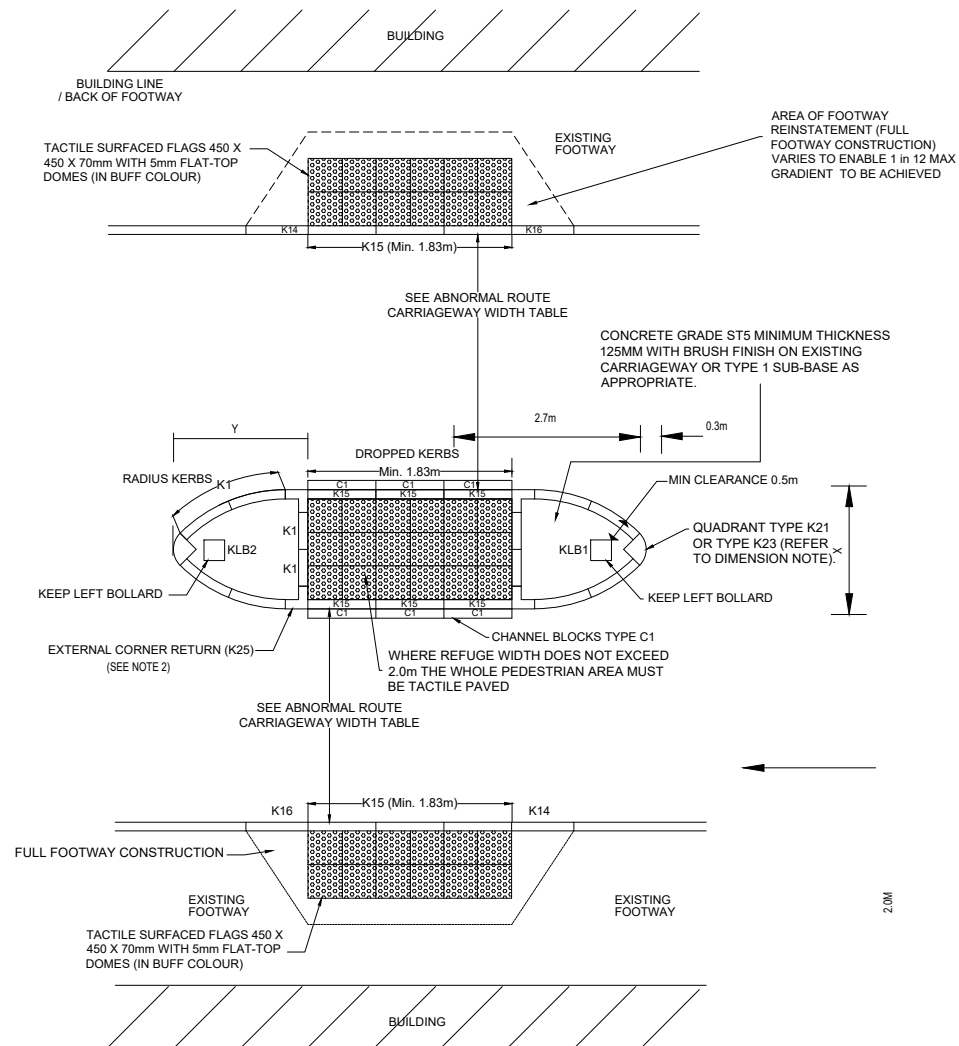 BUILDING
BUILDING LINE
/ BACK OF FOOTWAY
TACTILE SURFACED FLAGS 450 X
450 X 70mm WITH 5mm FLAT-TOP
DOMES (IN BUFF COLOUR)
EXISTING
FOOTWAY
AREA OF FOOTWAY
REINSTATEMENT (FULL
FOOTWAY CONSTRUCTION)
VARIES TO ENABLE 1 in 12 MAX
GRADIENT TO BE ACHIEVED
K14
K16
K15 (Min. 1.83m)
SEE ABNORMAL ROUTE
CARRIAGEWAY WIDTH TABLE
CONCRETE GRADE ST5 MINIMUM THICKNESS
125MM WITH BRUSH FINISH ON EXISTING
CARRIAGEWAY OR TYPE 1 SUB-BASE AS
APPROPRIATE.
Y
2.7m
0.3m
DROPPED KERBS
Min. 1.83m
RADIUS KERBS
K1
C1
C1
C1
K15
K15
K15
MIN CLEARANCE 0.5m
K1
K1
KLB2
KLB1
QUADRANT TYPE K21
OR TYPE K23 (REFER
TO DIMENSION NOTE).
X
KEEP LEFT BOLLARD
KEEP LEFT BOLLARD
K15
K15
K15
C1
C1
C1
CHANNEL BLOCKS TYPE C1
EXTERNAL CORNER RETURN (K25)
(SEE NOTE 2)
WHERE REFUGE WIDTH DOES NOT EXCEED
2.0m THE WHOLE PEDESTRIAN AREA MUST
BE TACTILE PAVED
SEE ABNORMAL ROUTE
CARRIAGEWAY WIDTH TABLE
K16
K15 (Min. 1.83m)
K14
FULL FOOTWAY CONSTRUCTION
EXISTING
FOOTWAY
EXISTING
FOOTWAY
2.0M
TACTILE SURFACED FLAGS 450 X
450 X 70mm WITH 5mm FLAT-TOP
DOMES (IN BUFF COLOUR)
BUILDING